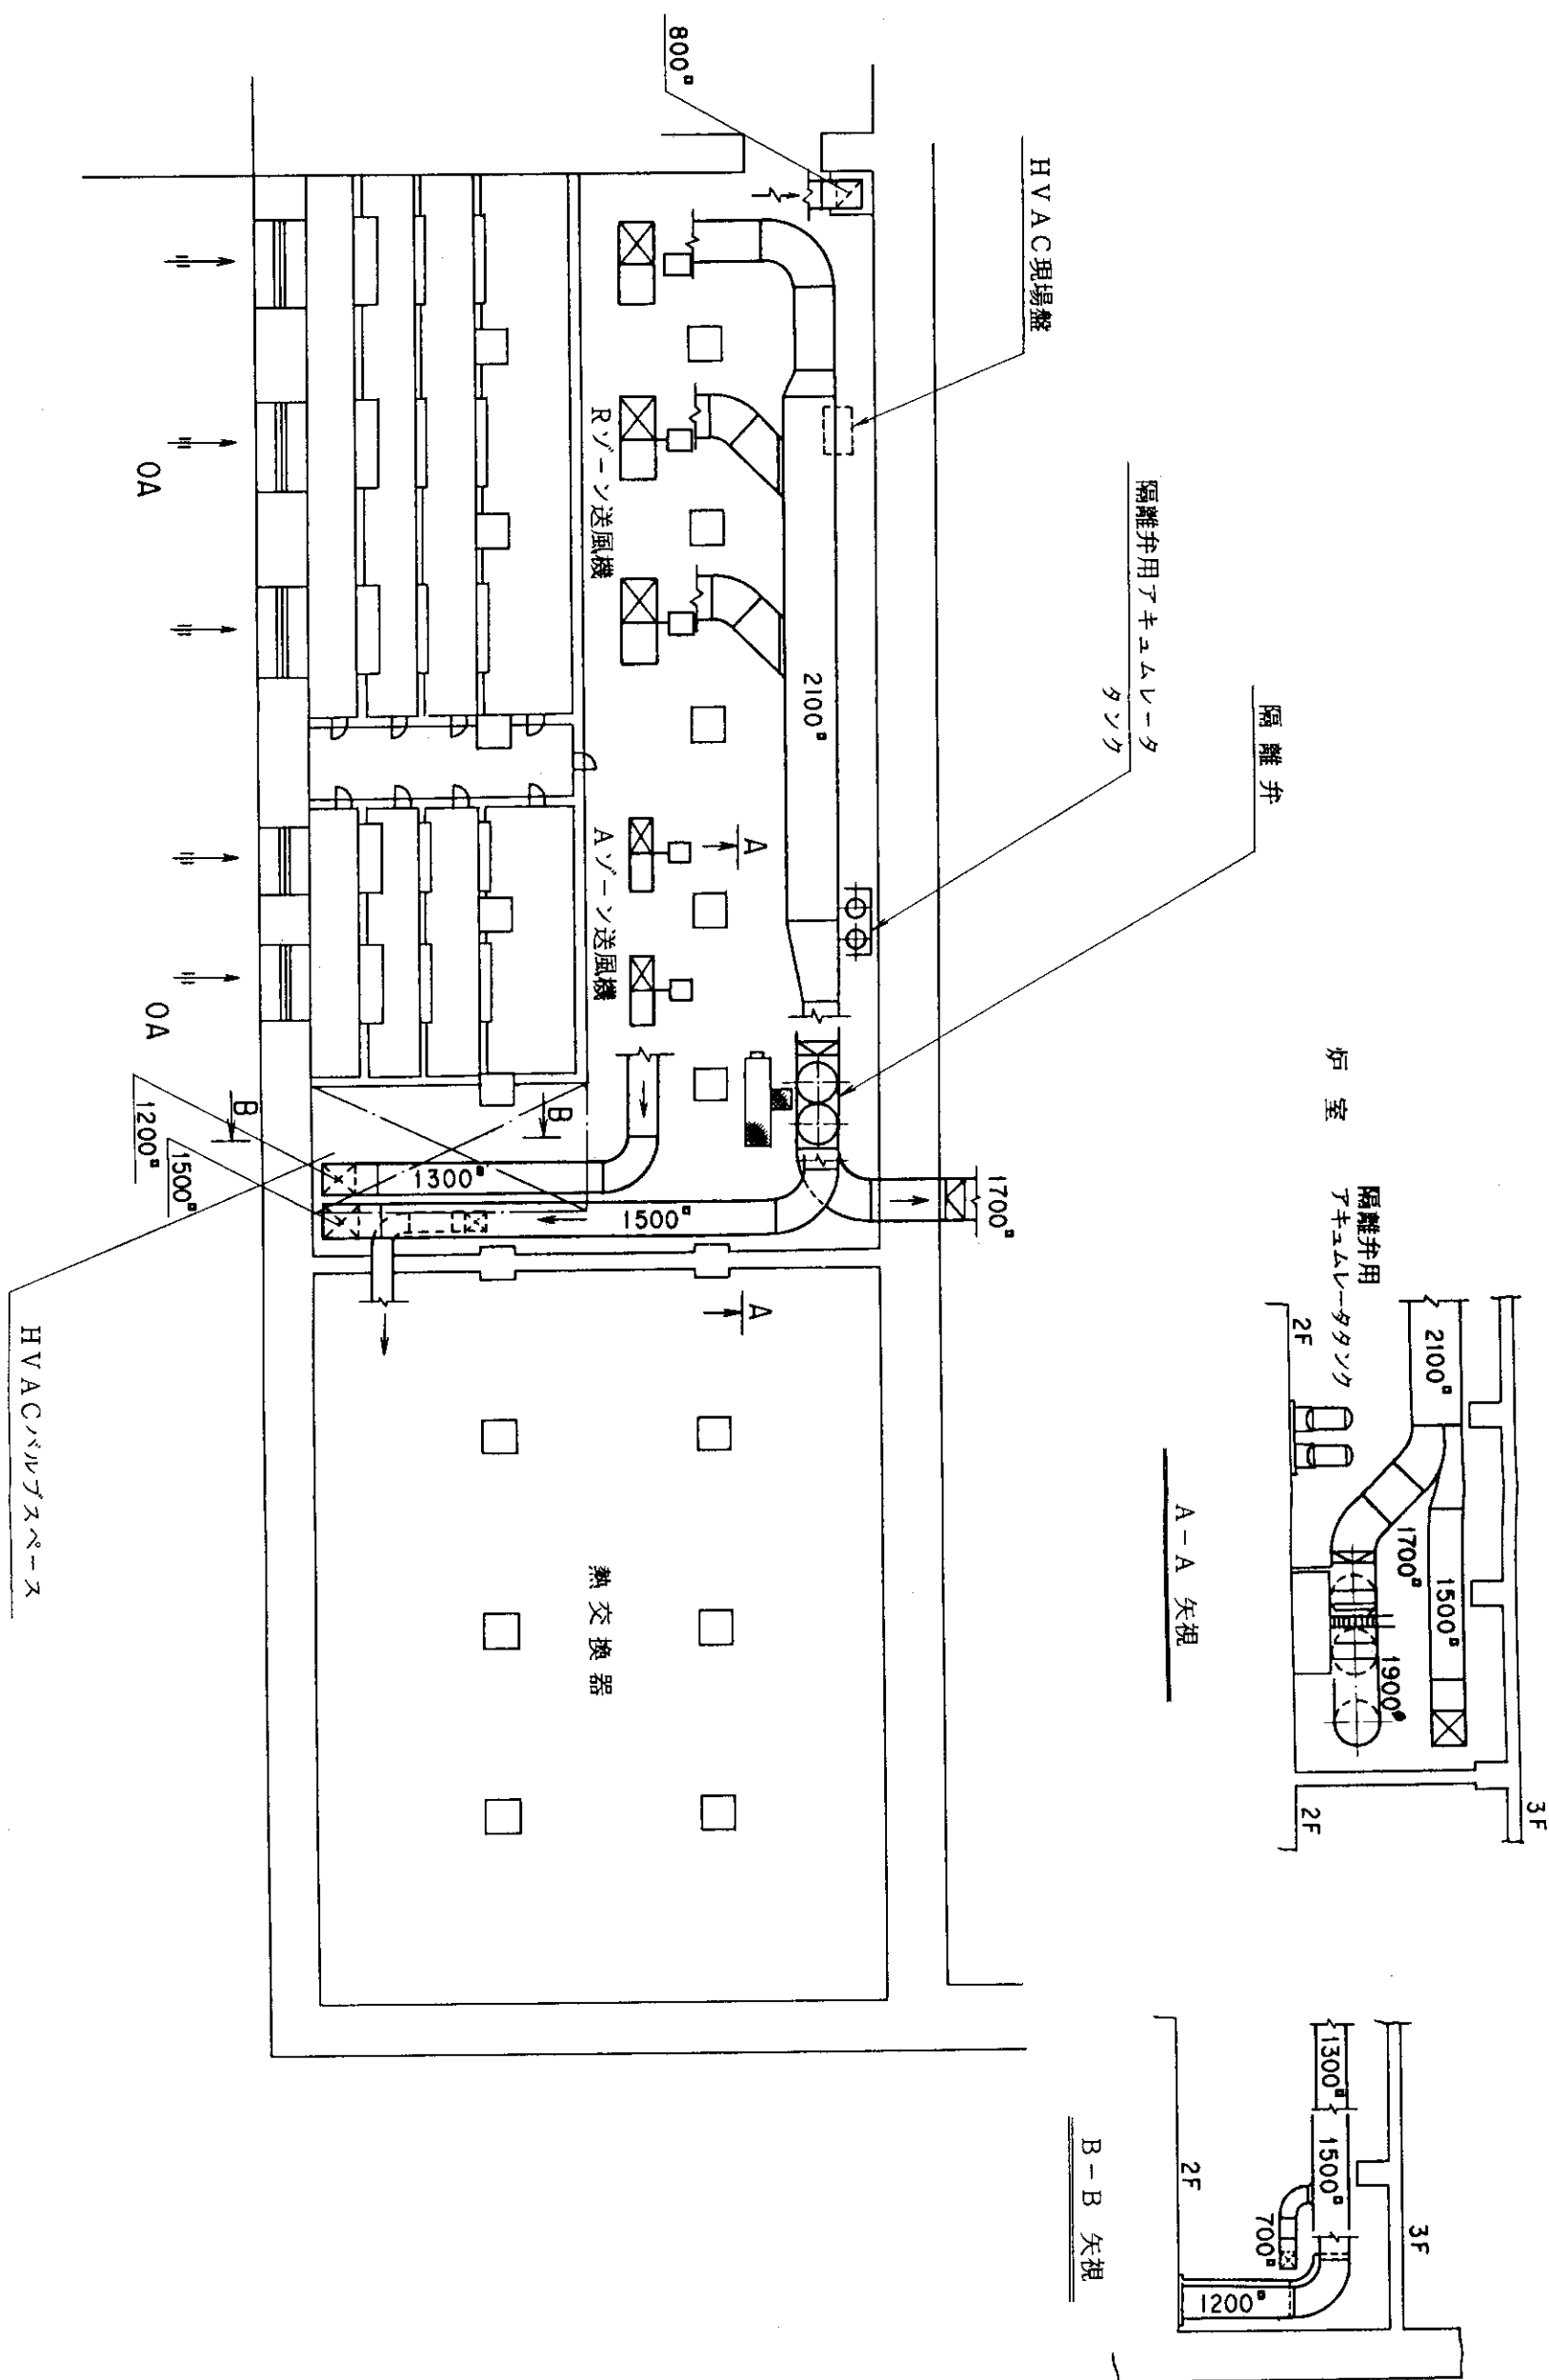 800□
HVAC現場盤
隔離弁用アキュムレータ
タンク
隔離弁
Rゾーン送風機
Aゾーン送風機
2100□
OA
OA
A
A
B
B
1200□
1500□
1300□
1500□
1700□
HVACバルブスペース
熱交換器
炉室
隔離弁用
アキュムレータタンク
2F
2100□
1700□
1500□
1900φ
2F
3F
A-A 矢視
1300□
1500□
700□
1200□
2F
3F
B-B 矢視